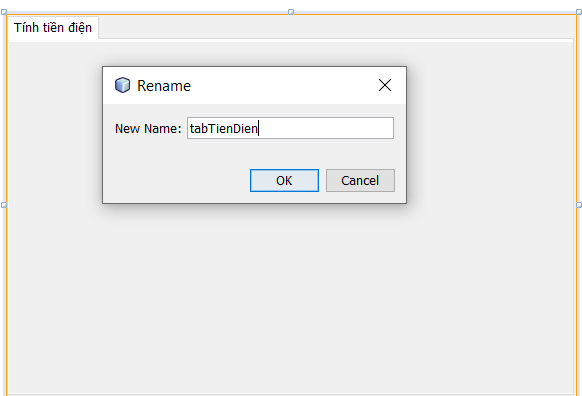 Tính tiền điện
Rename
New Name: tabTienDien
OK Cancel